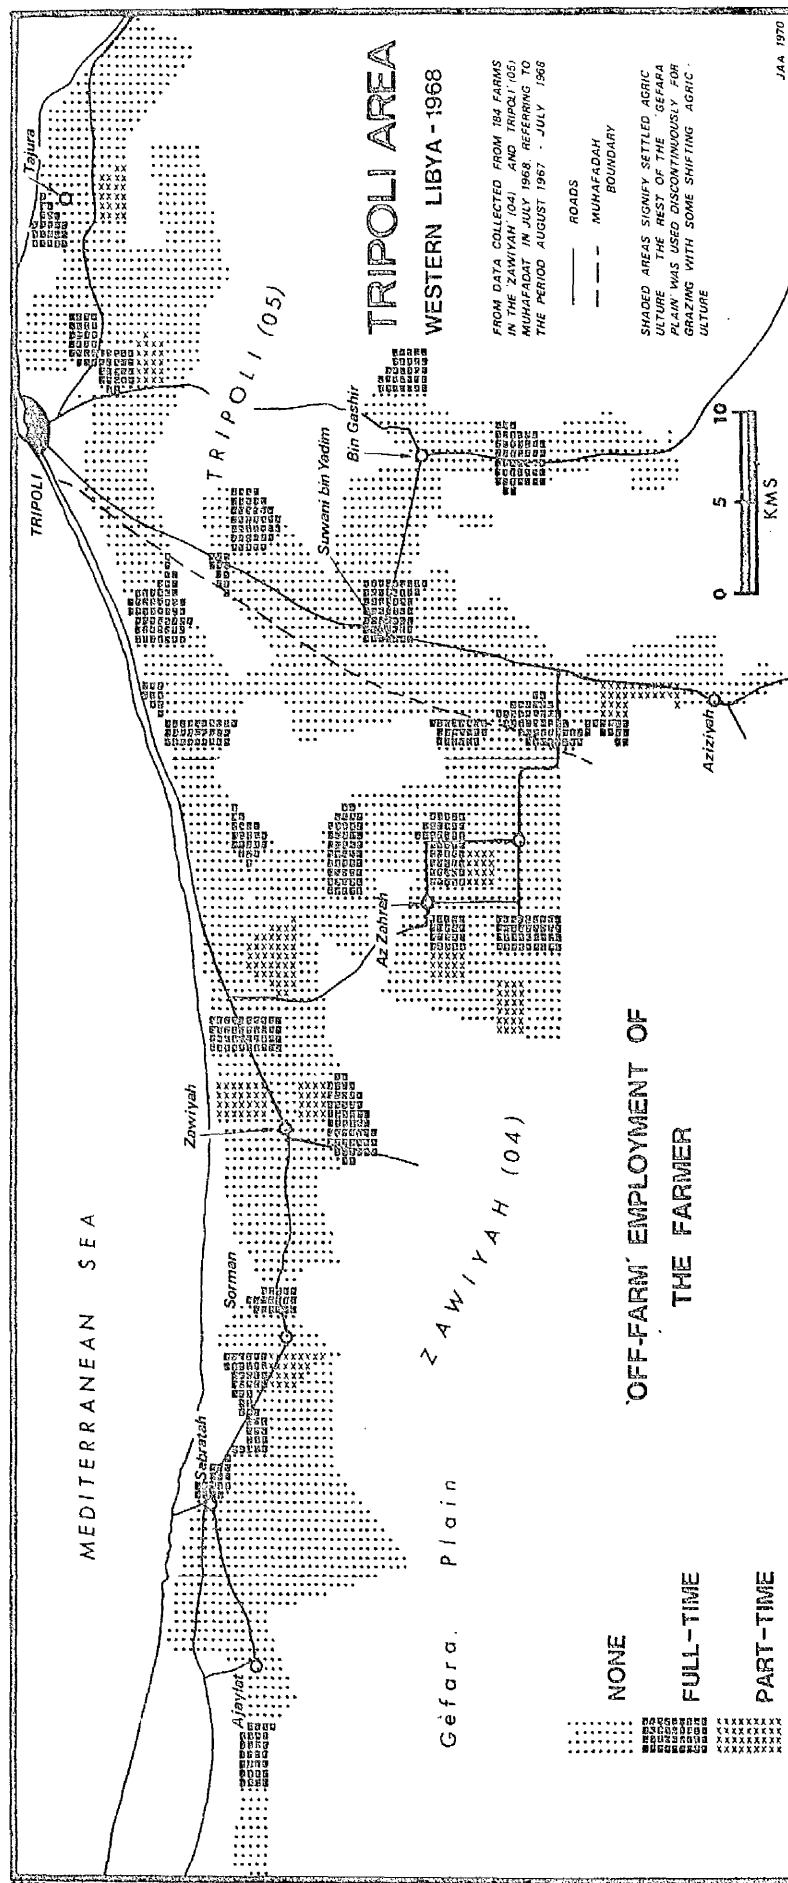 TRIPOLI AREA
WESTERN LIBYA - 1968
FROM DATA COLLECTED FROM 184 FARMS
IN THE 'ZAWIYAH' (04) AND TRIPOLI (05)
MUHAFADAT IN JULY 1968, REFERRING TO
THE PERIOD AUGUST 1967 - JULY 1968
ROADS
MUHAFADAH
BOUNDARY
SHADED AREAS SIGNIFY SETTLED AGRIC
ULTURE THE REST OF THE GEFARA
PLAIN WAS USED DISCONTINUOUSLY FOR
GRAZING WITH SOME SHIFTING AGRIC-
ULTURE
JAA 1970
MEDITERRANEAN SEA
Tajura
TRIPOLI
TRIPOLI (05)
Suwani bin Yadim
Bin Gashir
Aziziyah
Az Zahreh
Zawiyah
ZAWIYAH (04)
Sorman
Sabratah
Ajaylat
Gefara Plain
0 5 10
KMS
'OFF-FARM' EMPLOYMENT OF
THE FARMER
NONE
FULL-TIME
PART-TIME